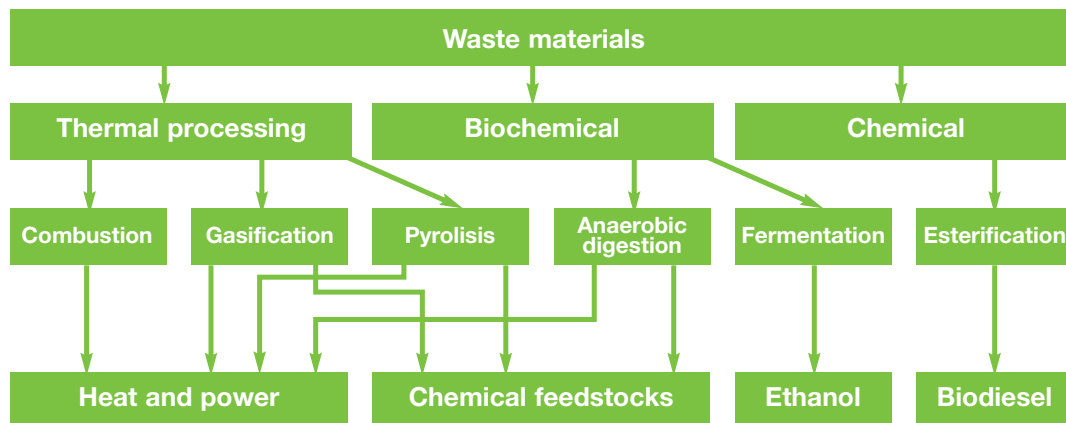 Waste materials
Thermal processing
Biochemical
Chemical
Combustion
Gasification
Pyrolisis
Anaerobic
digestion
Fermentation
Esterification
Heat and power
Chemical feedstocks
Ethanol
Biodiesel